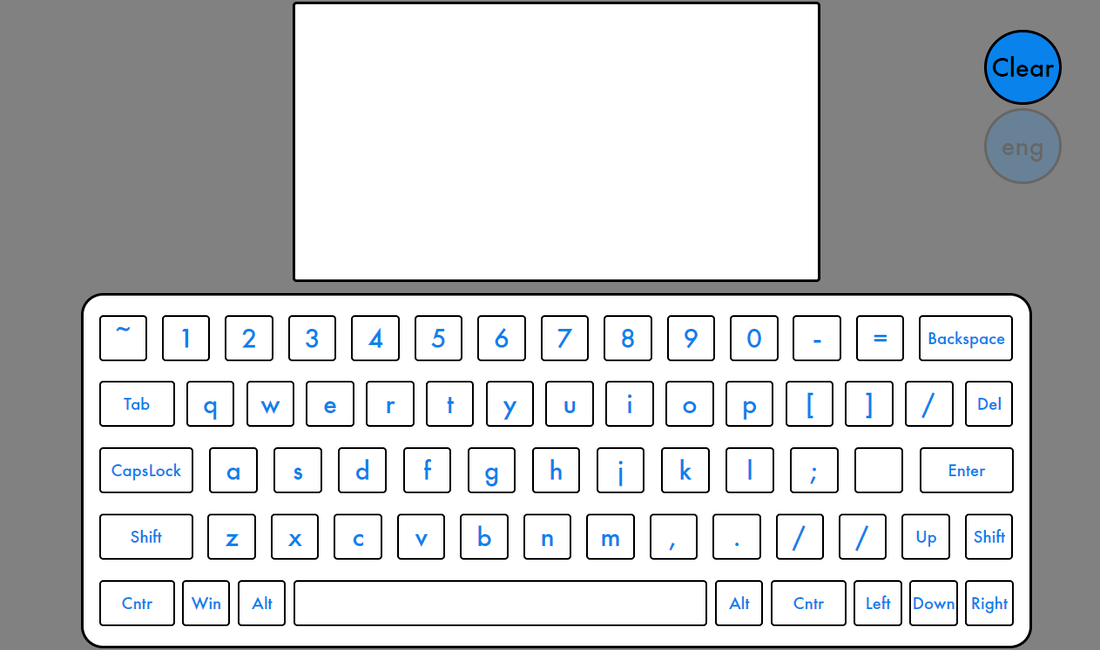 Clear
eng
~ 1 2 3 4 5 6 7 8 9 0 - = Backspace
Tab q w e r t y u i o p [ ] / Del
CapsLock a s d f g h j k l ; Enter
Shift z x c v b n m , . / / Up Shift
Cntr Win Alt Alt Cntr Left Down Right